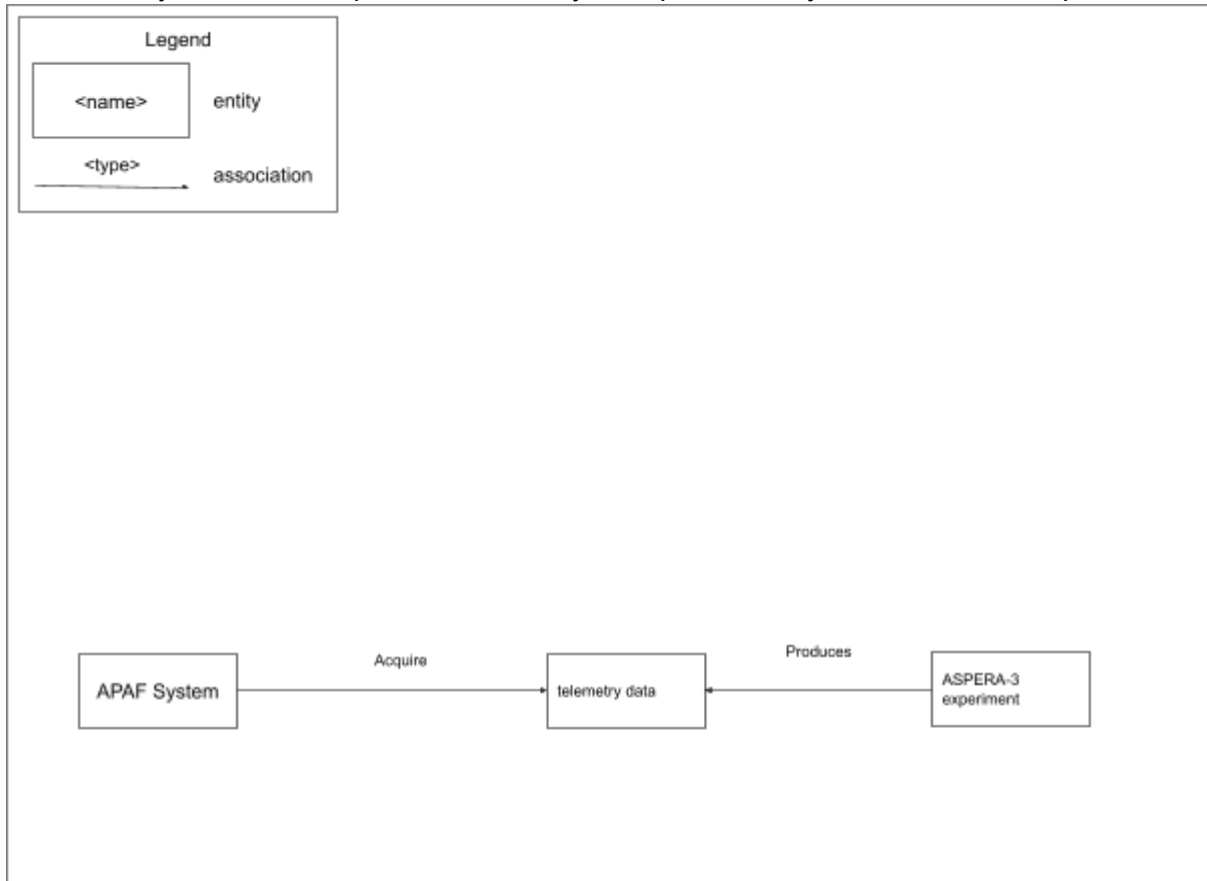 Legend
<name>
entity
<type>
association
Acquire
Produces
APAF System
telemetry data
ASPERA-3
experiment